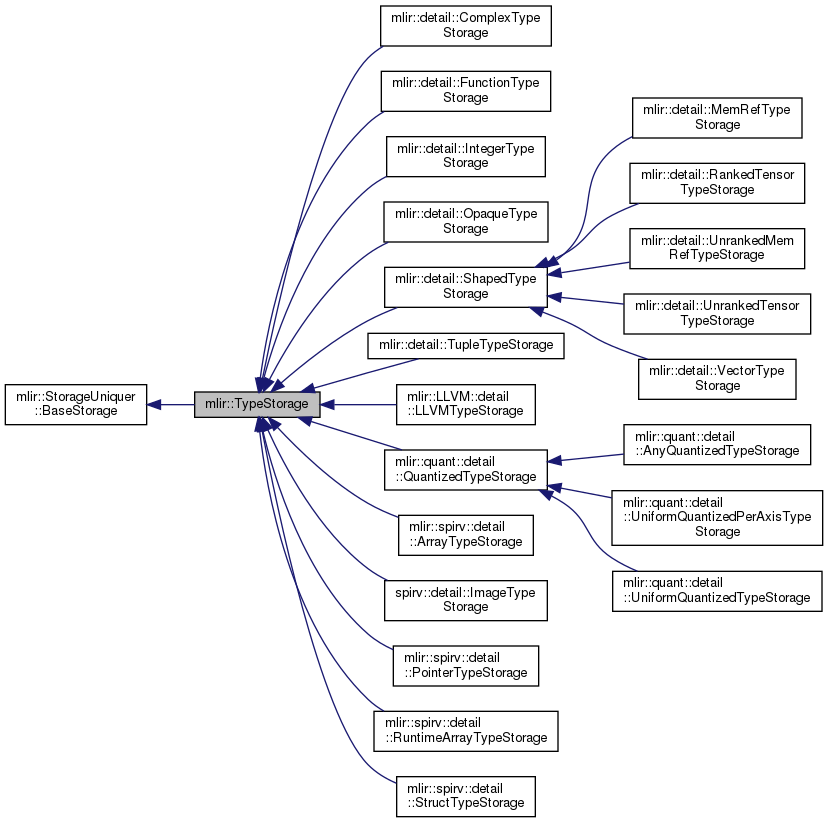 mlir::StorageUniquer
::BaseStorage
mlir::TypeStorage
mlir::detail::ComplexType
Storage
mlir::detail::FunctionType
Storage
mlir::detail::IntegerType
Storage
mlir::detail::OpaqueType
Storage
mlir::detail::ShapedType
Storage
mlir::detail::TupleTypeStorage
mlir::LLVM::detail
::LLVMTypeStorage
mlir::quant::detail
::QuantizedTypeStorage
mlir::spirv::detail
::ArrayTypeStorage
spirv::detail::ImageType
Storage
mlir::spirv::detail
::PointerTypeStorage
mlir::spirv::detail
::RuntimeArrayTypeStorage
mlir::spirv::detail
::StructTypeStorage
mlir::detail::MemRefType
Storage
mlir::detail::RankedTensor
TypeStorage
mlir::detail::UnrankedMem
RefTypeStorage
mlir::detail::UnrankedTensor
TypeStorage
mlir::detail::VectorType
Storage
mlir::quant::detail
::AnyQuantizedTypeStorage
mlir::quant::detail
::UniformQuantizedPerAxisType
Storage
mlir::quant::detail
::UniformQuantizedTypeStorage